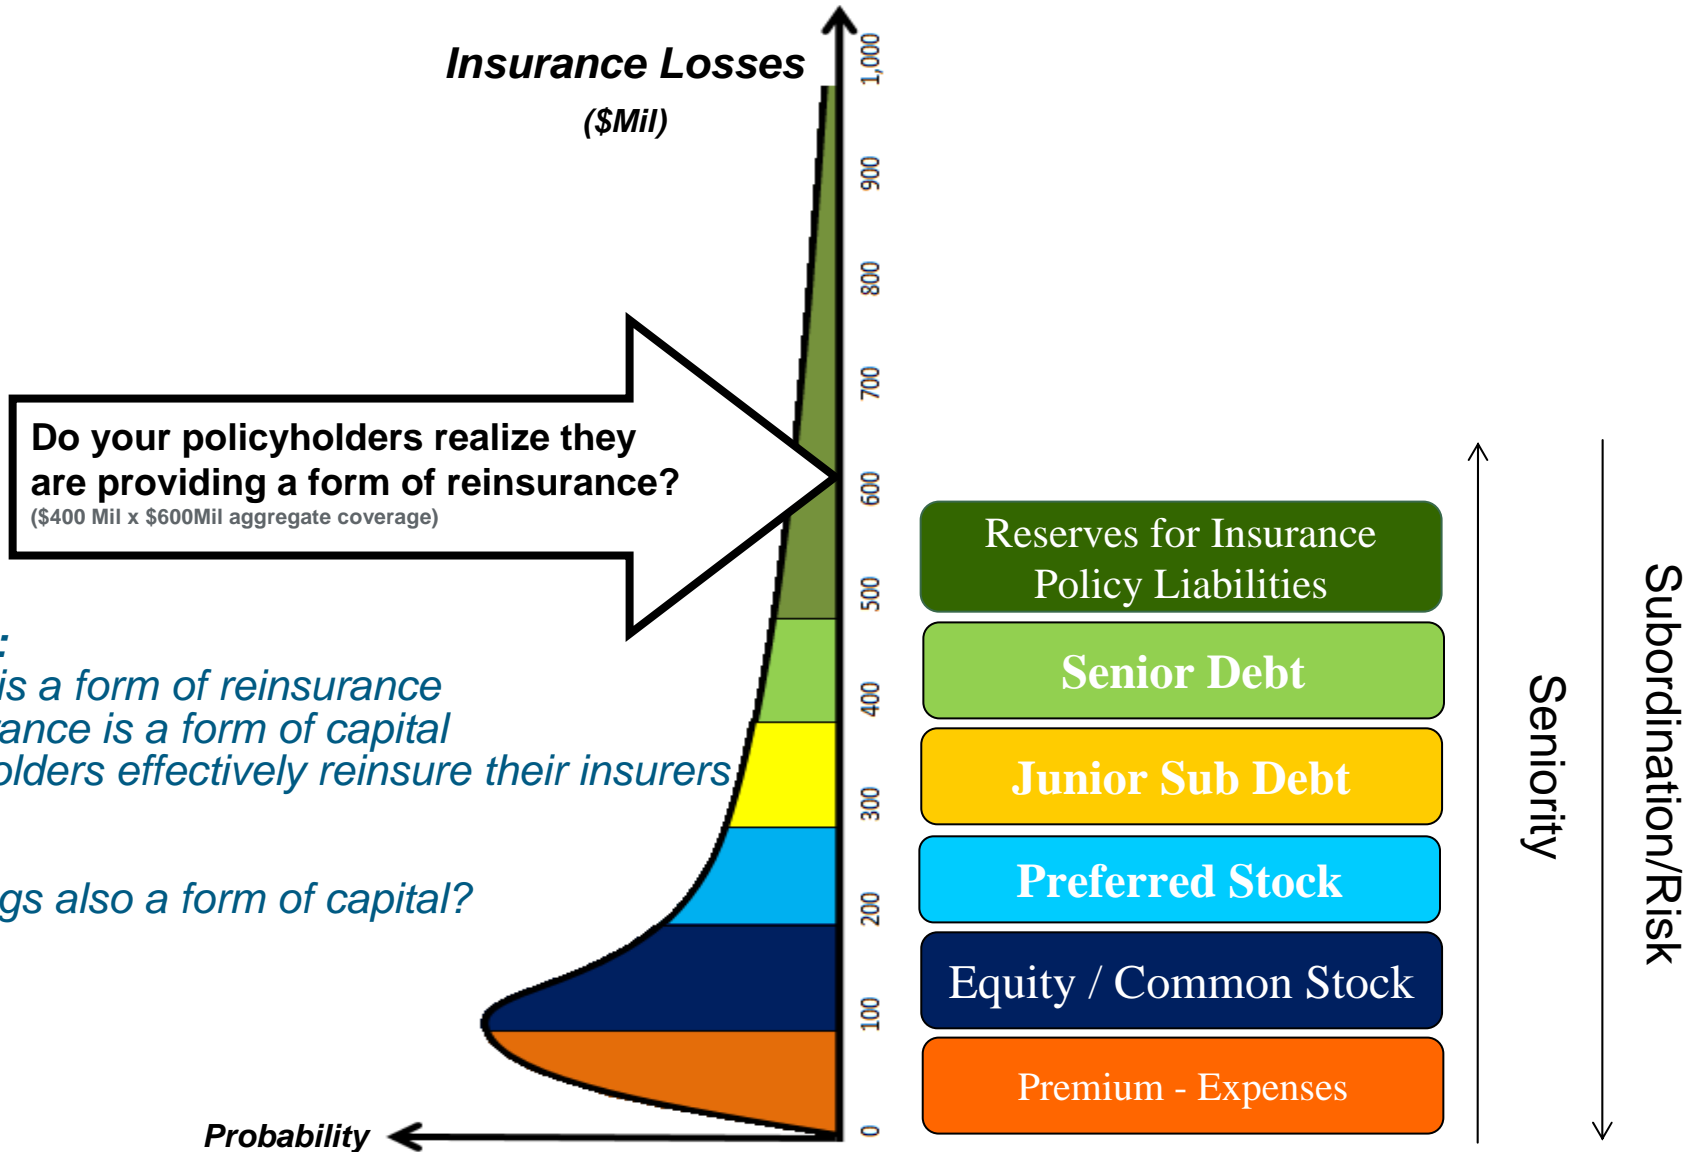 Insurance Losses
($Mil)
1,000
900
800
700
600
500
400
300
200
100
0
Do your policyholders realize they
are providing a form of reinsurance?
($400 Mil x $600Mil aggregate coverage)
:
is a form of reinsurance
rance is a form of capital
olders effectively reinsure their insurers
gs also a form of capital?
Probability
Reserves for Insurance
Policy Liabilities
Senior Debt
Junior Sub Debt
Preferred Stock
Equity / Common Stock
Premium - Expenses
Seniority
Subordination/Risk